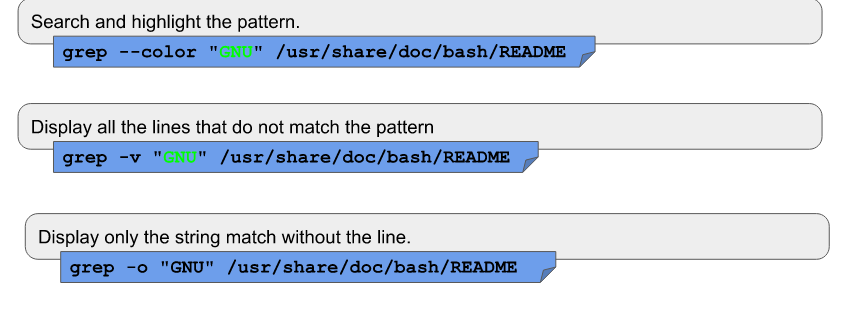 Search and highlight the pattern.
grep --color "GNU" /usr/share/doc/bash/README
Display all the lines that do not match the pattern
grep -v "GNU" /usr/share/doc/bash/README
Display only the string match without the line.
grep -o "GNU" /usr/share/doc/bash/README